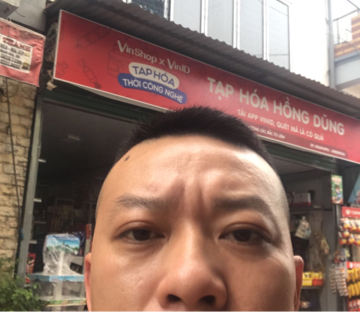 VinShop x VinID
TẠP HÓA
THỜI CÔNG NGHỆ
TẠP HÓA HỒNG DŨNG
TẢI APP VINID, QUÉT MÃ LÀ CÓ QUÀ